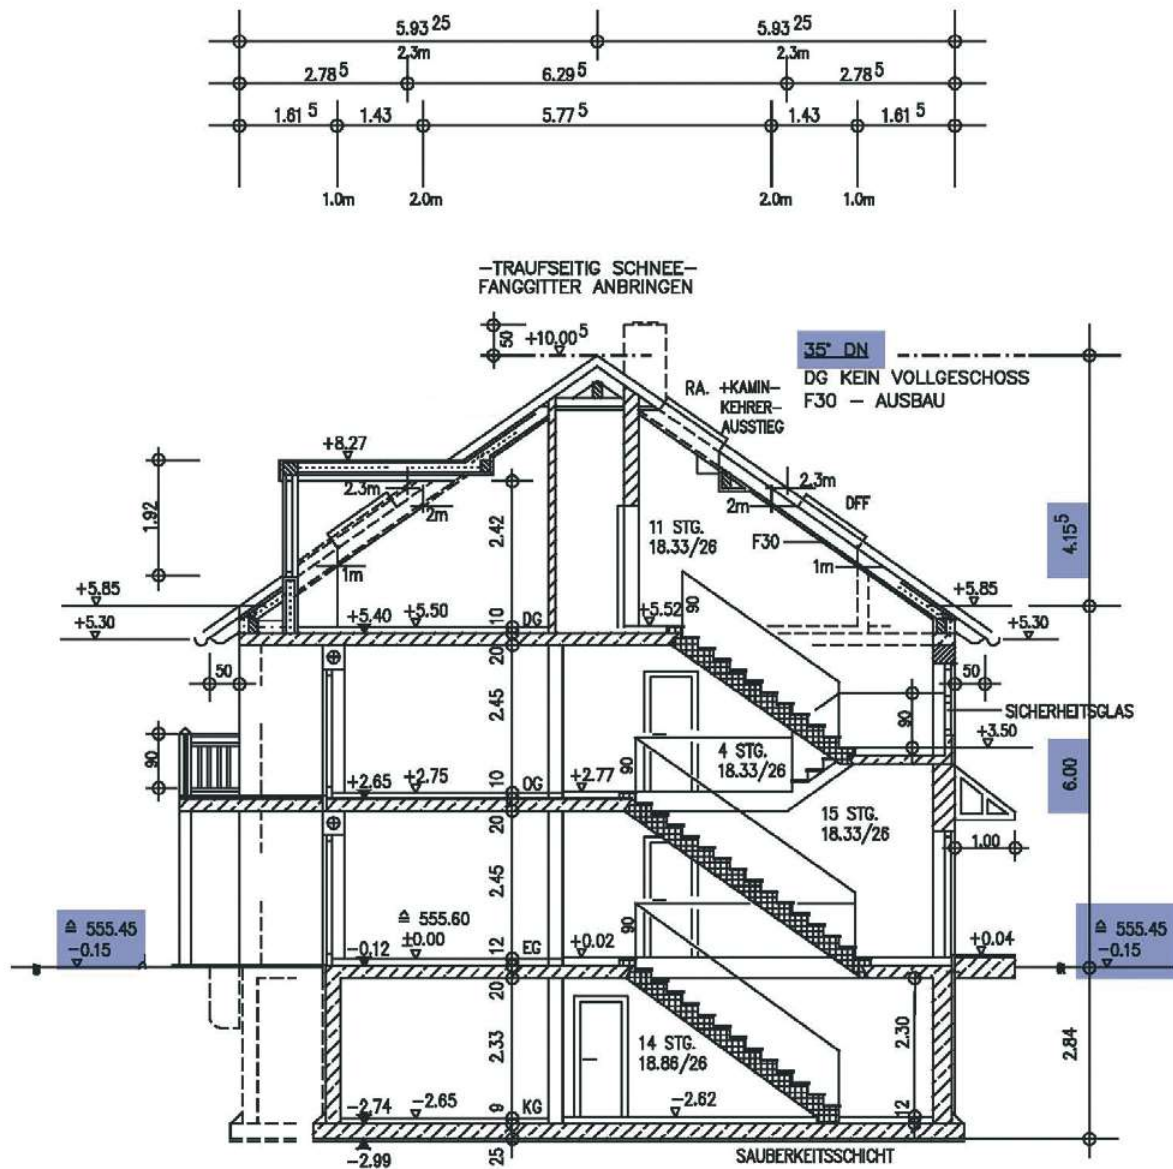 5.93 25 5.93 25
2.3m 2.3m
2.78 5 6.29 5 2.78 5
1.61 5 1.43 5.77 5 1.43 1.61 5
1.0m 2.0m 2.0m 1.0m
-TRAUFSEITIG SCHNEE-
FANGGITTER ANBRINGEN
50
+10.00 5
35° DN
DG KEIN VOLLGESCHOSS
F30 - AUSBAU
RA. +KAMIN-
KEHRER-
AUSSTIEG
+8.27
2.3m
2m
1m
1.92
2.42
2.3m
2m
DFF
F30
1m
11 STG.
18.33/26
4.15 5
+5.85
+5.30
+5.85
+5.30
+5.40 +5.50 10 DG +5.52 90
20
50
50
2.45
90
SICHERHEITSGLAS
+3.50
90
4 STG.
18.33/26
6.00
+2.65 +2.75 10 OG +2.77 90
20
15 STG.
18.33/26
1.00
2.45
≙ 555.45
-0.15
≙ 555.60
±0.00
-0.12 12 EG +0.02 90
+0.04
≙ 555.45
-0.15
20
2.33
14 STG.
18.86/26
2.30
2.84
-2.74 -2.65 9 KG -2.62 12
-2.99 25
SAUBERKEITSSCHICHT